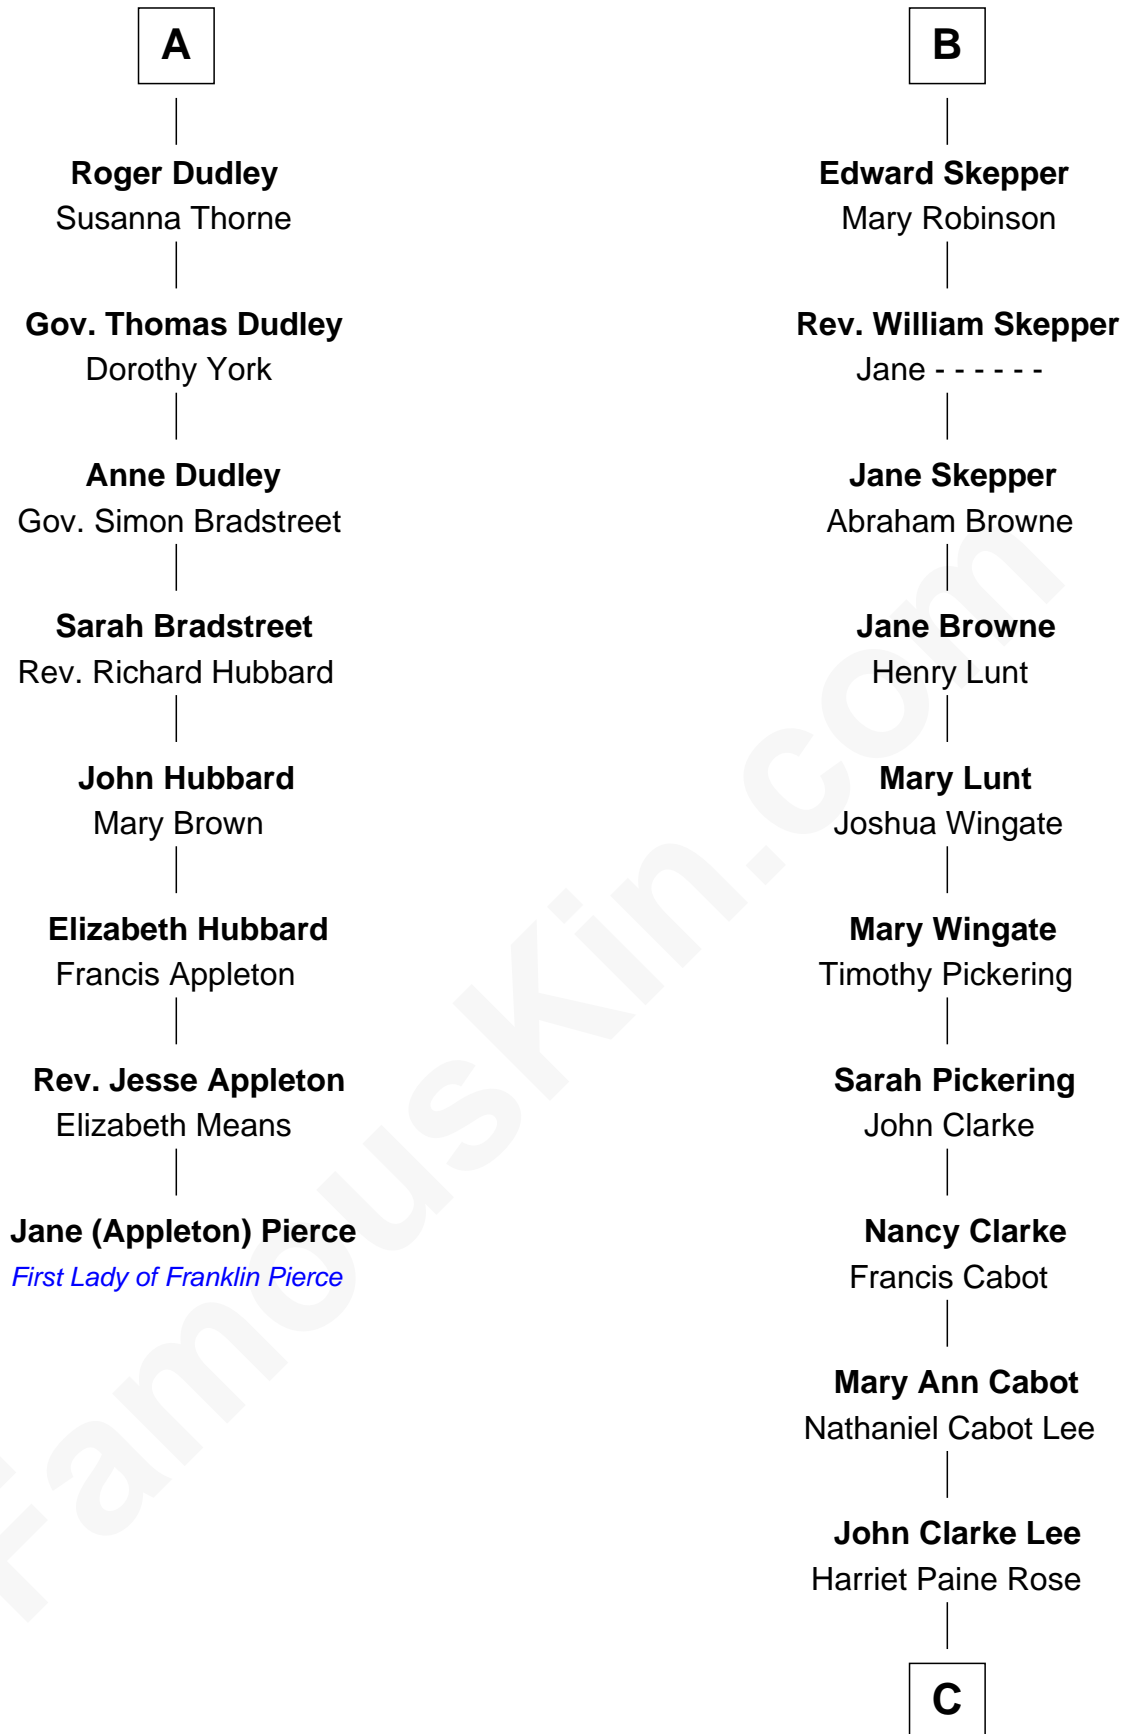 A
Roger Dudley
Susanna Thorne
Gov. Thomas Dudley
Dorothy York
Anne Dudley
Gov. Simon Bradstreet
Sarah Bradstreet
Rev. Richard Hubbard
John Hubbard
Mary Brown
Elizabeth Hubbard
Francis Appleton
Rev. Jesse Appleton
Elizabeth Means
Jane (Appleton) Pierce
First Lady of Franklin Pierce
B
Edward Skepper
Mary Robinson
Rev. William Skepper
Jane - - - - - -
Jane Skepper
Abraham Browne
Jane Browne
Henry Lunt
Mary Lunt
Joshua Wingate
Mary Wingate
Timothy Pickering
Sarah Pickering
John Clarke
Nancy Clarke
Francis Cabot
Mary Ann Cabot
Nathaniel Cabot Lee
John Clarke Lee
Harriet Paine Rose
C
FamousKin.com